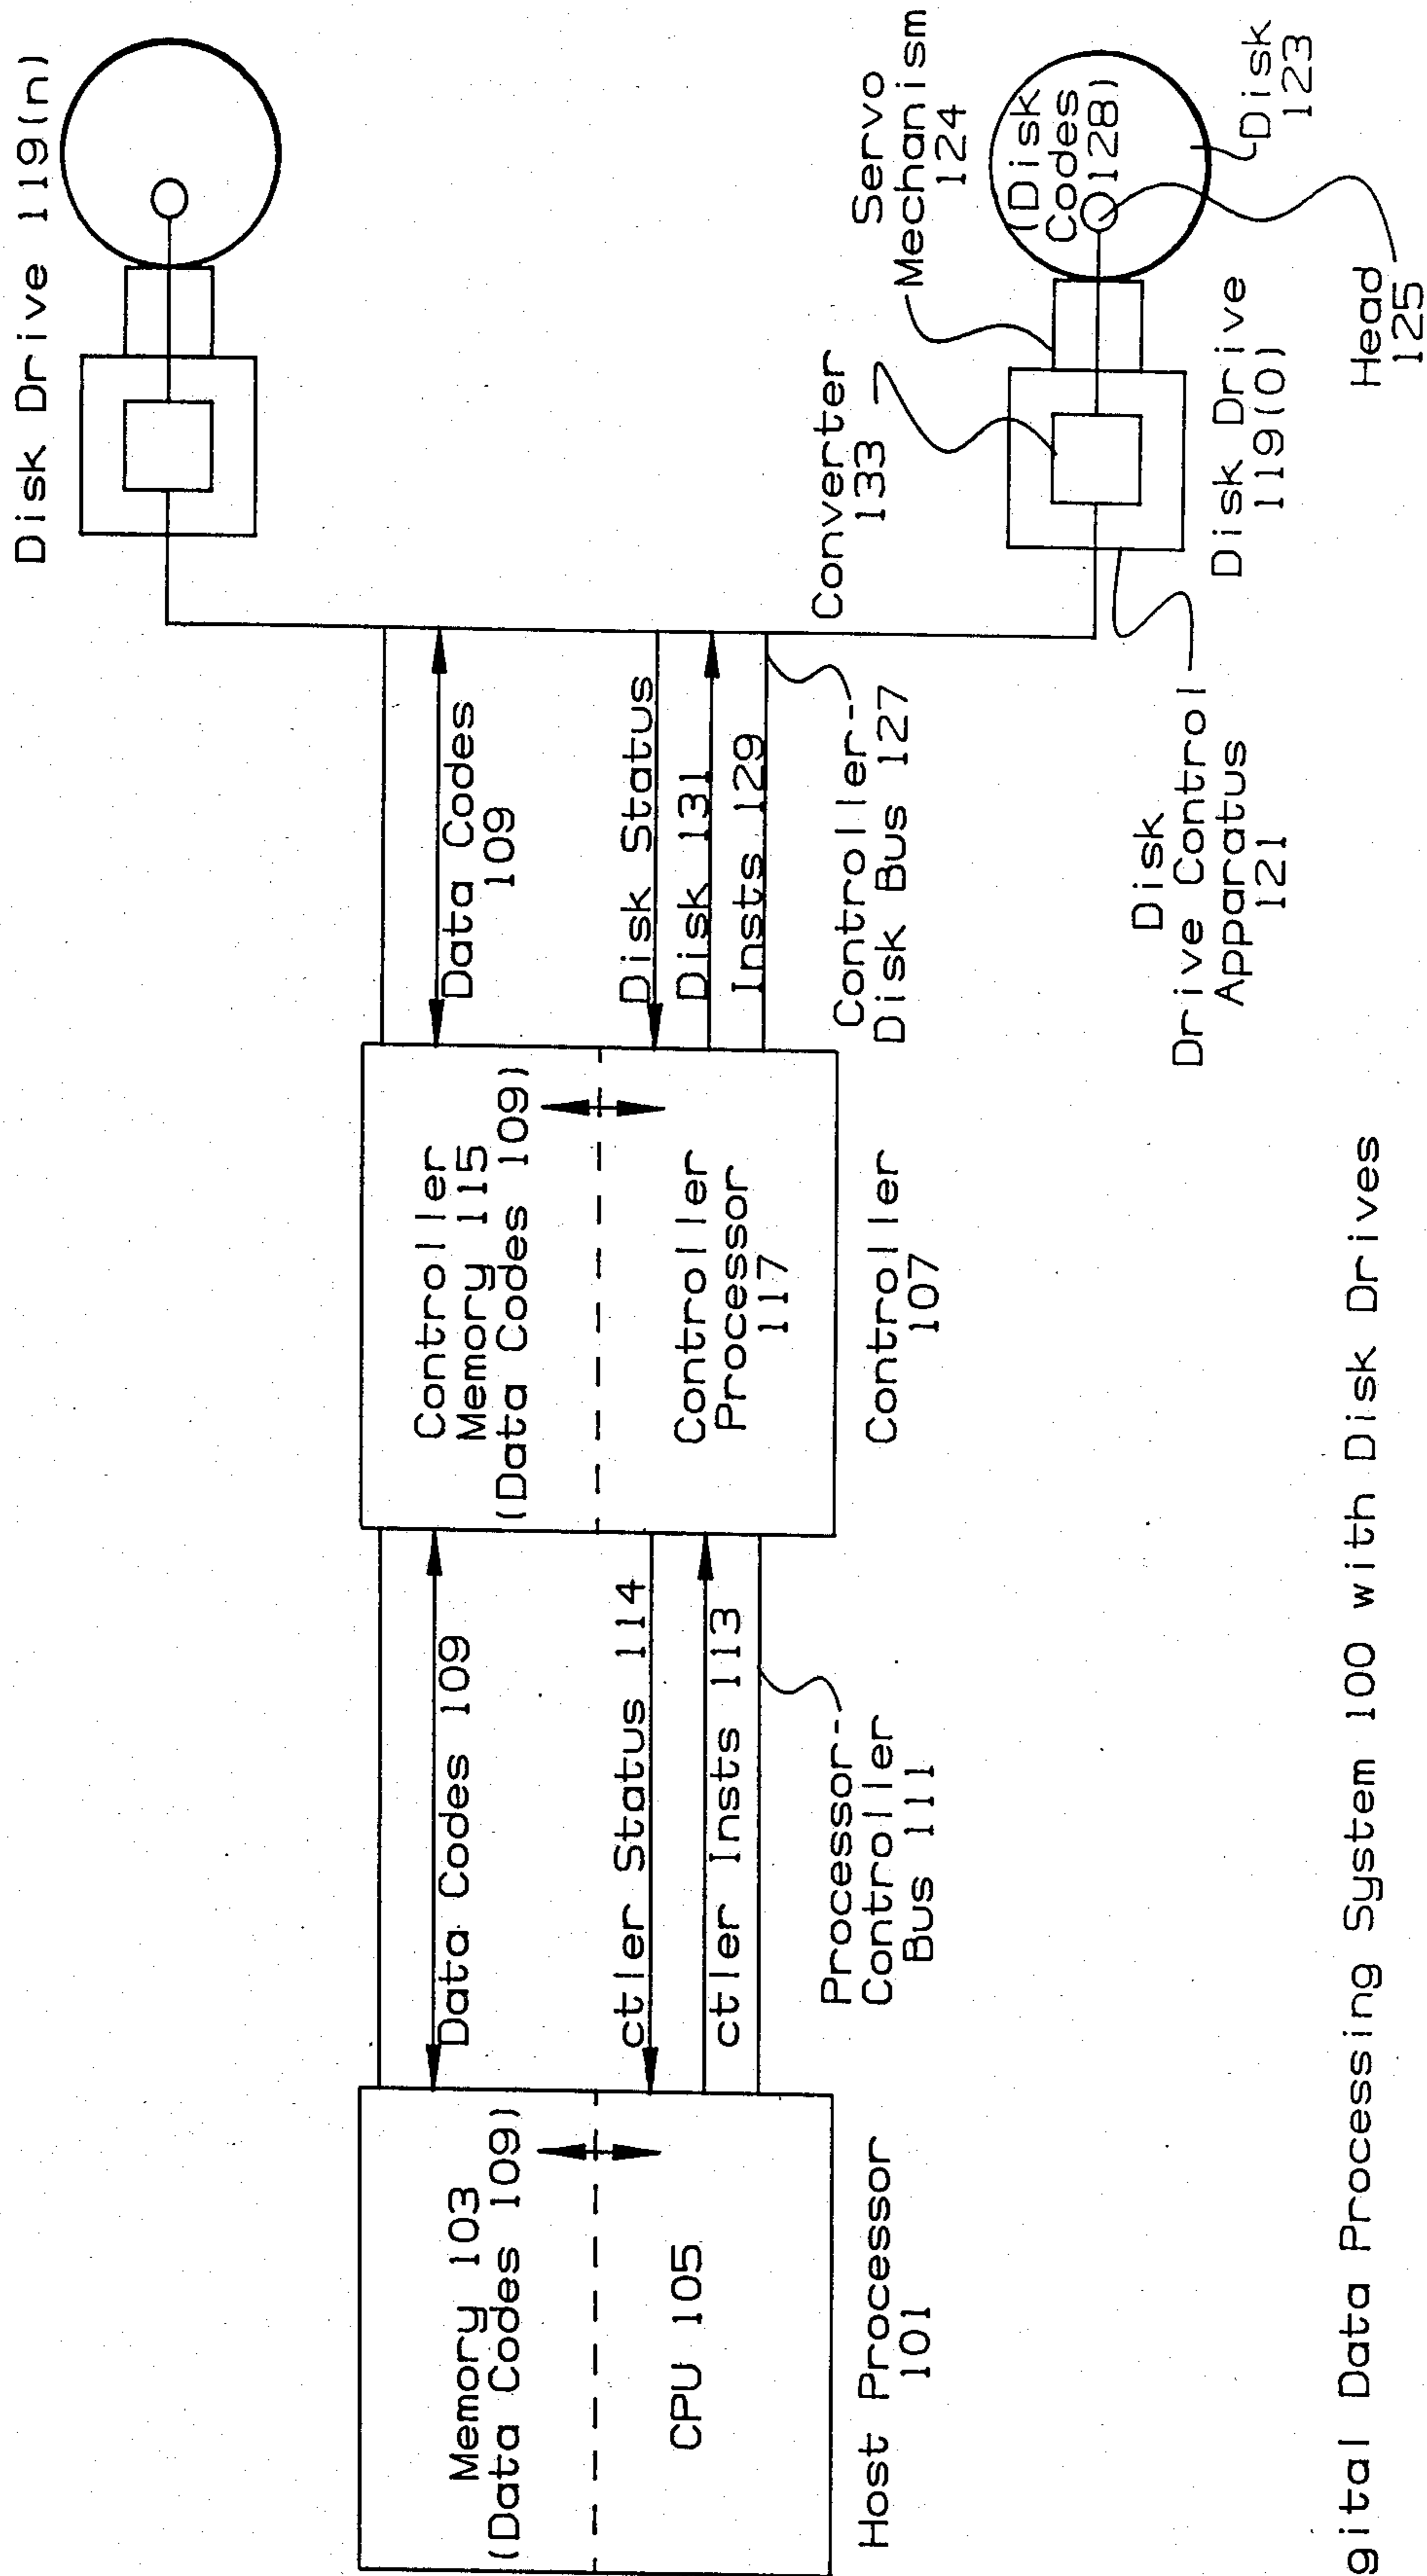 Disk Drive 119(n)
Memory 103
(Data Codes 109)
CPU 105
Host Processor
101
Data Codes 109
ctler Status 114
ctler Insts 113
Processor--
Controller
Bus 111
Controller
Memory 115
(Data Codes 109)
Controller
Processor
117
Controller
107
Data Codes
109
Disk Status
Disk 131
Insts 129
Controller--
Disk Bus 127
Converter
133
Servo
Mechanism
124
(Disk
Codes
128)
Disk
123
Disk Drive
119(0)
Head
125
Disk
Drive Control
Apparatus
121
gital Data Processing System 100 with Disk Drives